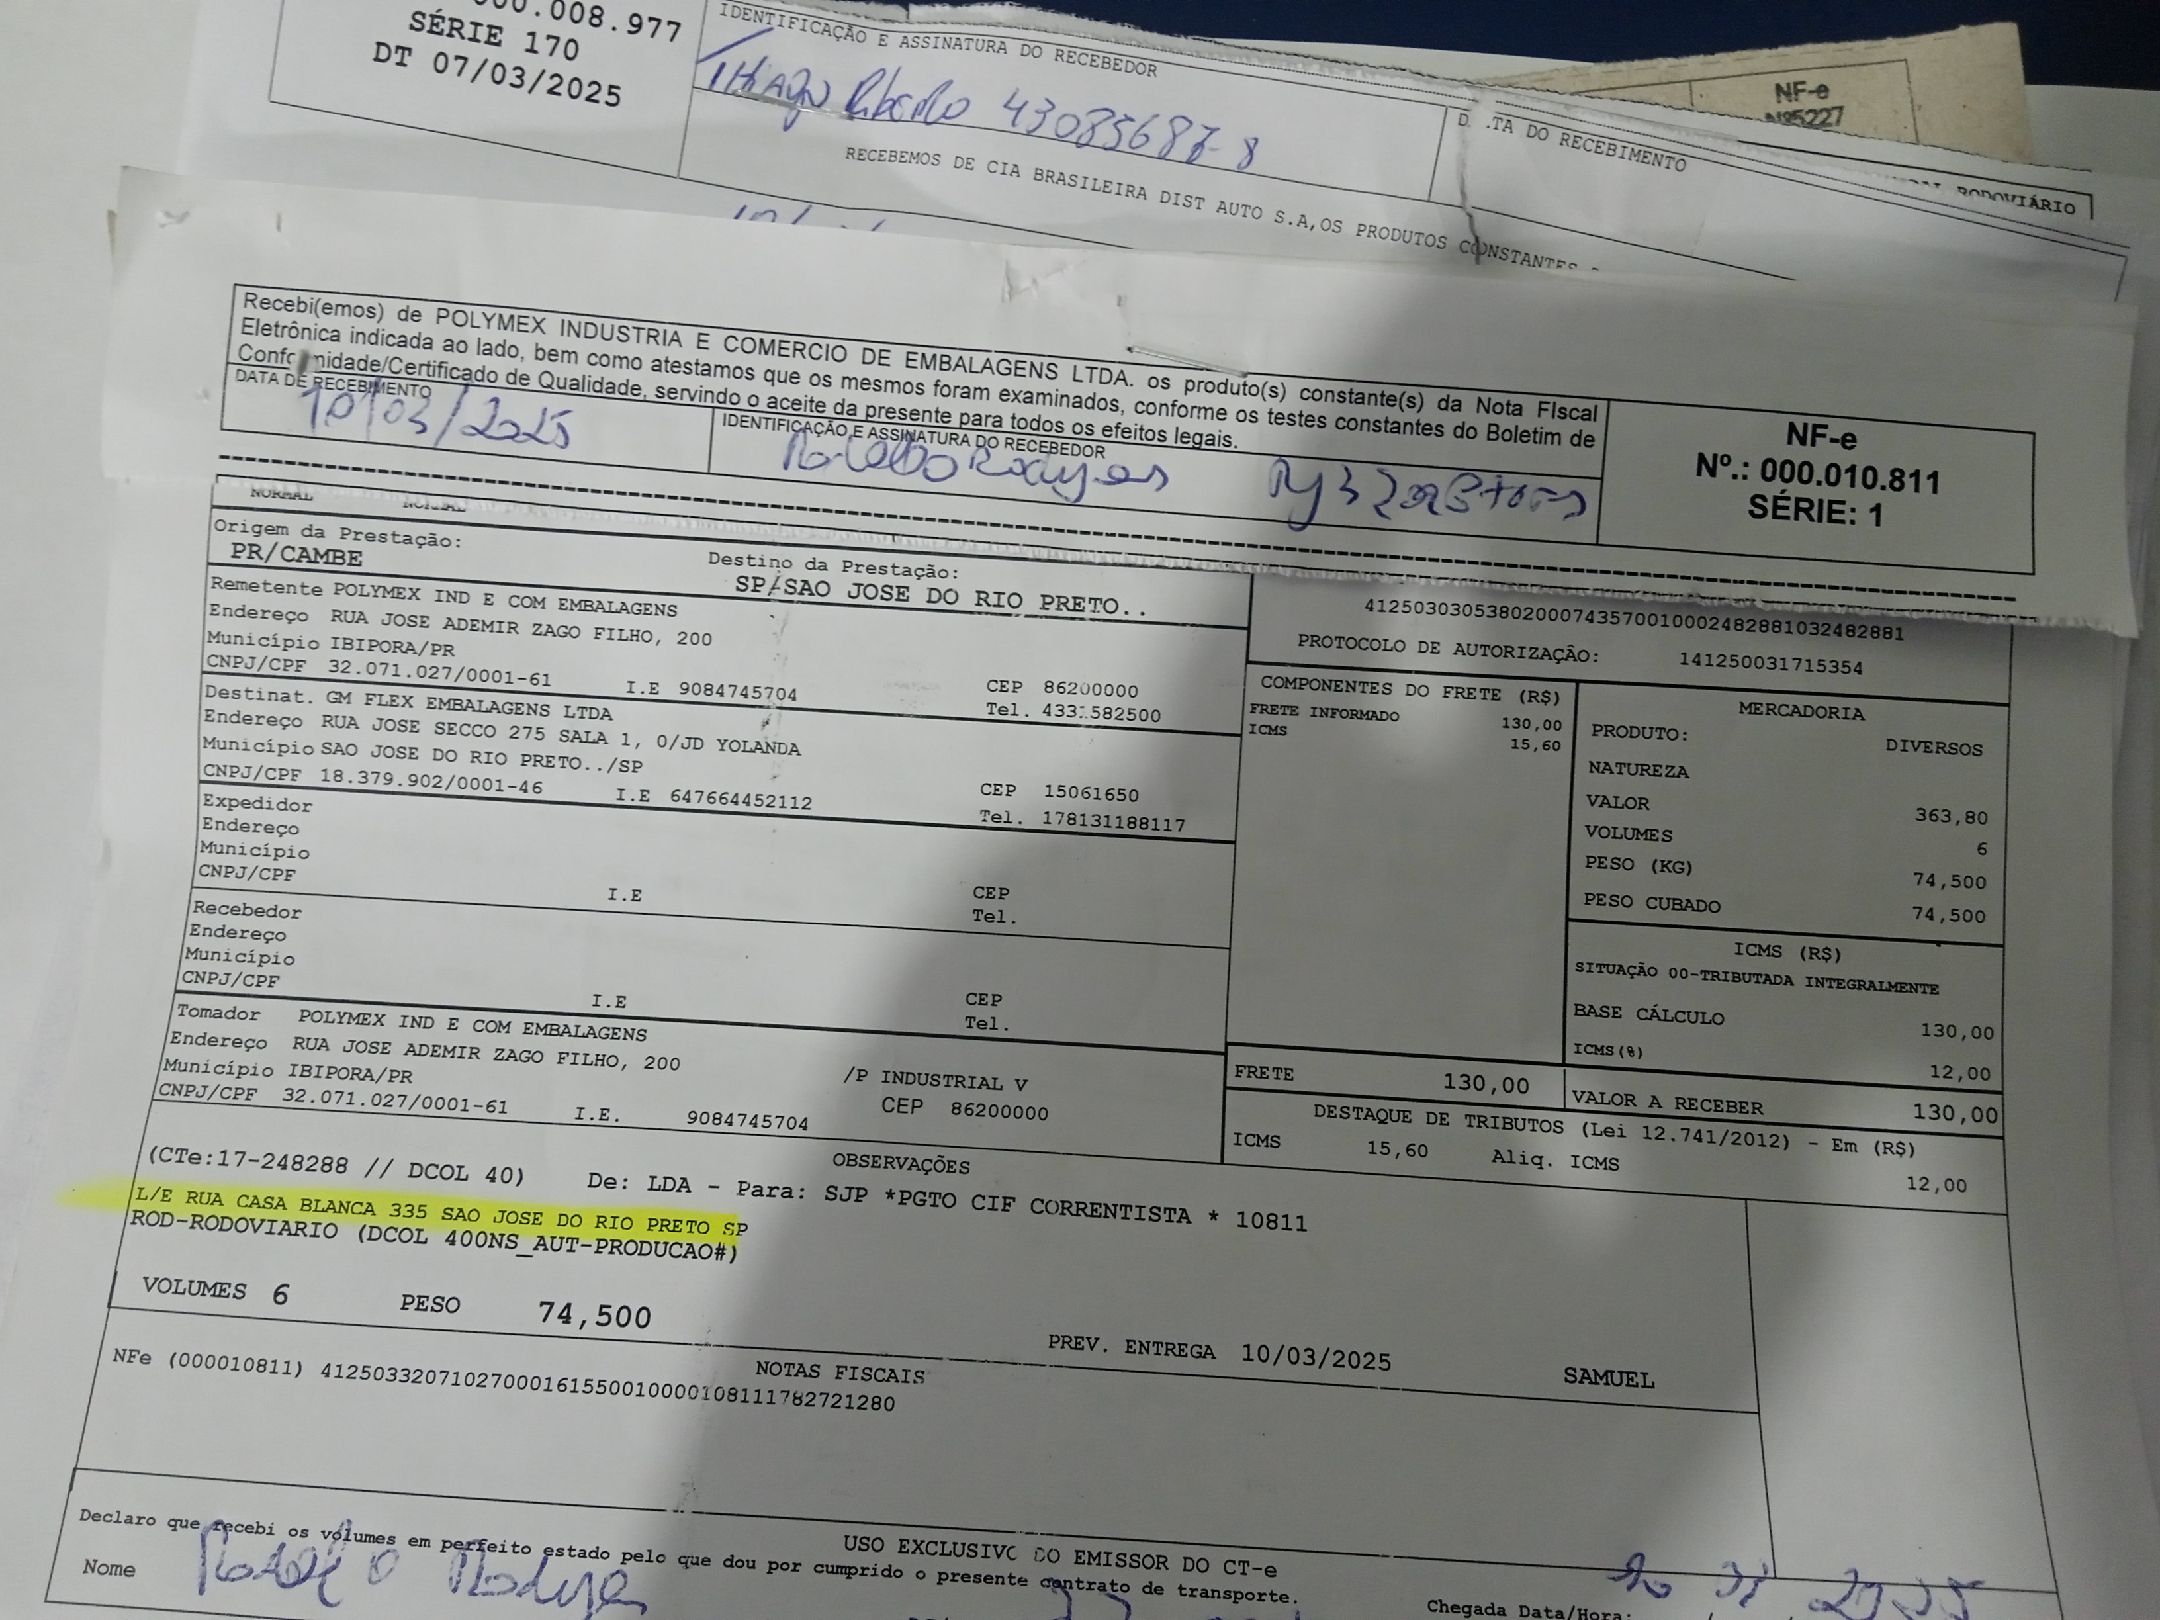 .008.977
SÉRIE 170
DT 07/03/2025
IDENTIFICAÇÃO E ASSINATURA DO RECEBEDOR
TA DO RECEBIMENTO
RECEBEMOS DE CIA BRASILEIRA DIST AUTO S.A,OS PRODUTOS CONSTANTES
NF-e
RODOVIÁRIO
Recebi(emos) de POLYMEX INDUSTRIA E COMERCIO DE EMBALAGENS LTDA. os produto(s) constante(s) da Nota FIscal
Eletrônica indicada ao lado, bem como atestamos que os mesmos foram examinados, conforme os testes constantes do Boletim de
midade/Certificado de Qualidade, servindo o aceite da presente para todos os efeitos legais.
DATA DE RECEBIMENTO
10/03/2025
IDENTIFICAÇÃO E ASSINATURA DO RECEBEDOR
NF-e
Nº.: 000.010.811
SÉRIE: 1
NORMAL
Origem da Prestação:
PR/CAMBE
Destino da Prestação:
SP/SAO JOSE DO RIO PRETO..
Remetente POLYMEX IND E COM EMBALAGENS
Endereço RUA JOSE ADEMIR ZAGO FILHO, 200
Município IBIPORA/PR
CNPJ/CPF 32.071.027/0001-61 I.E 9084745704
CEP 86200000
Tel.
Destinat. GM FLEX EMBALAGENS LTDA
Endereço RUA JOSE SECCO 275 SALA 1, 0/JD YOLANDA
Município SAO JOSE DO RIO PRETO../SP
CNPJ/CPF 18.379.902/0001-46 I.E 647664452112
CEP 15061650
Tel. 178131188117
Expedidor
Endereço
Município
CNPJ/CPF I.E
CEP
Tel.
Recebedor
Endereço
Município
CNPJ/CPF I.E
CEP
Tel.
Tomador POLYMEX IND E COM EMBALAGENS
Endereço RUA JOSE ADEMIR ZAGO FILHO, 200 /P INDUSTRIAL V
Município IBIPORA/PR CEP 86200000
CNPJ/CPF 32.071.027/0001-61 I.E. 9084745704
41250303053802000743570010002482881032482881
PROTOCOLO DE AUTORIZAÇÃO: 141250031715354
COMPONENTES DO FRETE (R$)
FRETE INFORMADO 130,00
ICMS 15,60
MERCADORIA
PRODUTO: DIVERSOS
NATUREZA
VALOR 363,80
VOLUMES 6
PESO (KG) 74,500
PESO CUBADO 74,500
ICMS (R$)
SITUAÇÃO 00-TRIBUTADA INTEGRALMENTE
BASE CÁLCULO 130,00
ICMS(%) 12,00
FRETE 130,00
VALOR A RECEBER 130,00
DESTAQUE DE TRIBUTOS (Lei 12.741/2012) - Em (R$)
ICMS 15,60 Aliq. ICMS 12,00
OBSERVAÇÕES
(CTe:17-248288 // DCOL 40) De: LDA - Para: SJP *PGTO CIF CORRENTISTA * 10811
L/E RUA CASA BLANCA 335 SAO JOSE DO RIO PRETO SP
ROD-RODOVIARIO (DCOL 400NS_AUT-PRODUCAO#)
VOLUMES 6 PESO 74,500
PREV. ENTREGA 10/03/2025 SAMUEL
NOTAS FISCAIS
NFe (000010811) 41250332071027000161550010000108111782721280
USO EXCLUSIVO DO EMISSOR DO CT-e
Declaro que recebi os volumes em perfeito estado pelo que dou por cumprido o presente contrato de transporte.
Nome
Chegada Data/Hora: